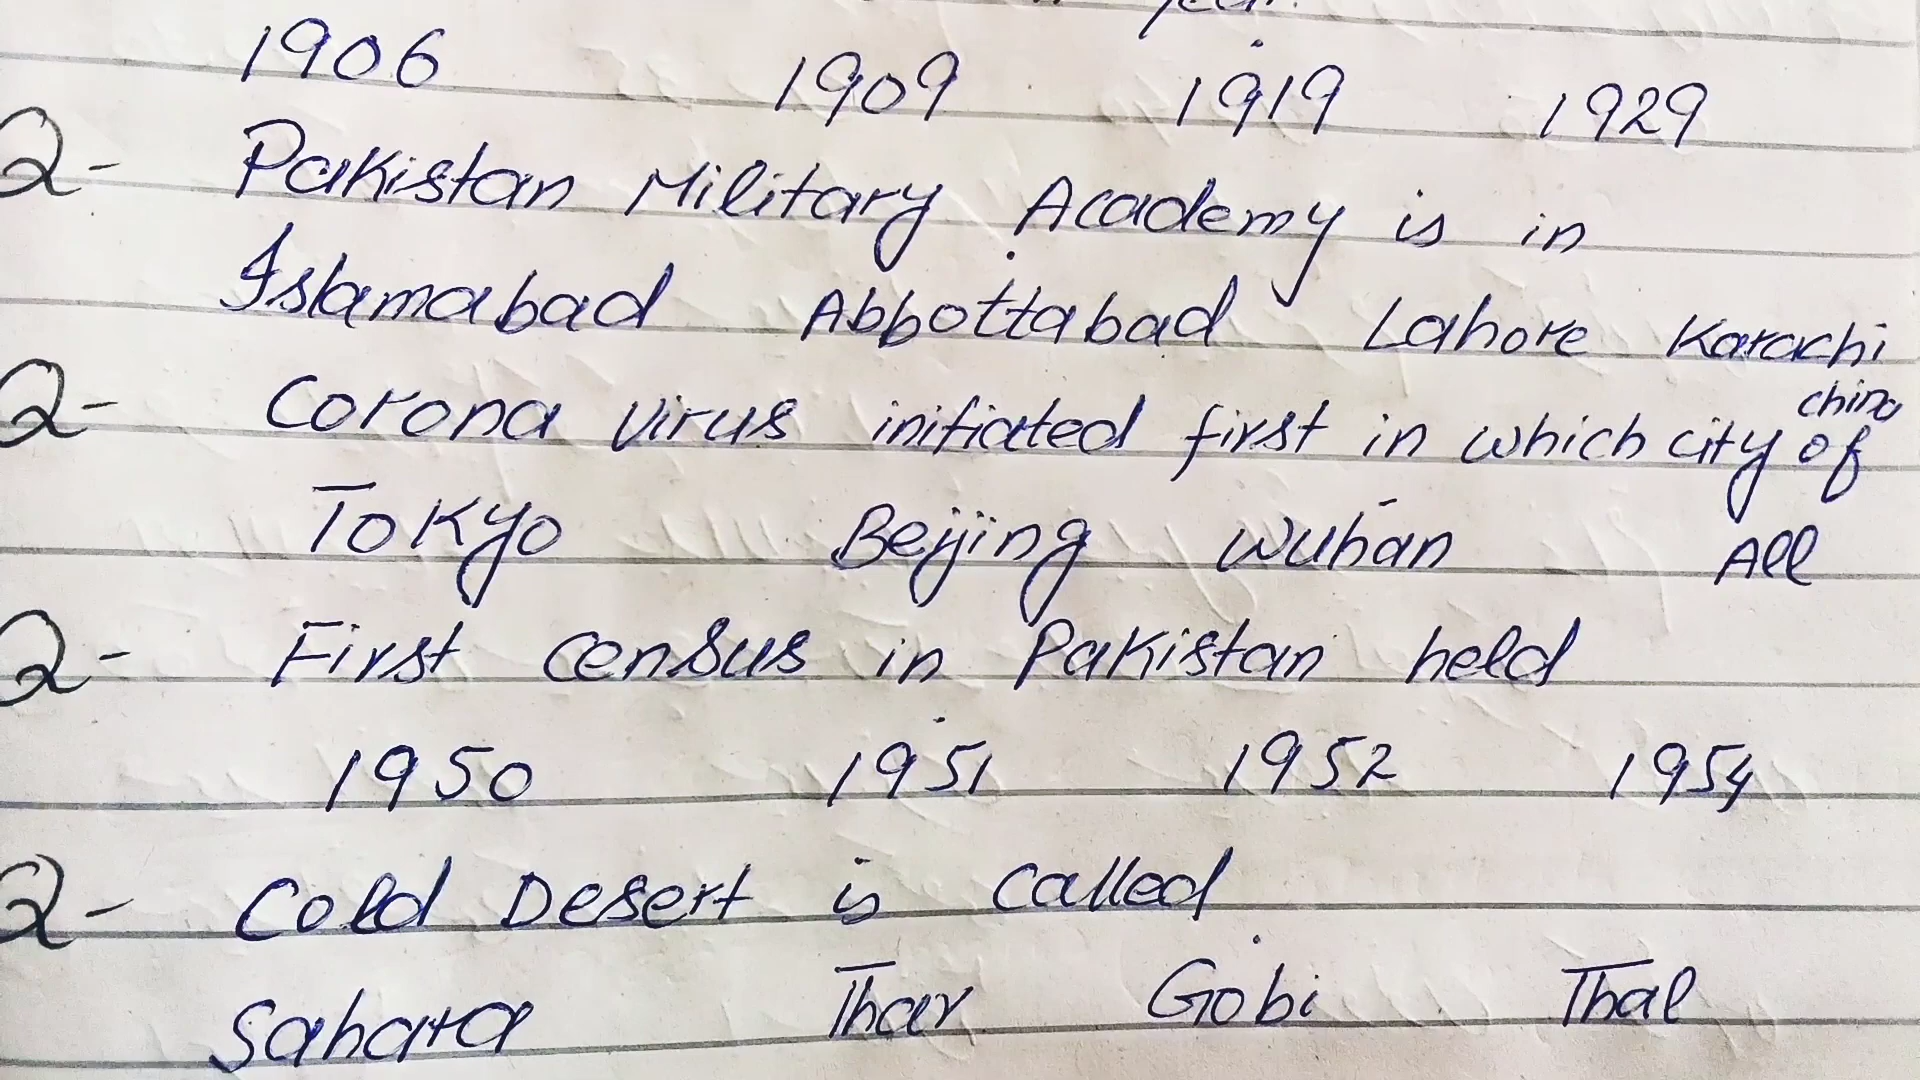 year.
1906 1909 1919 1929
Q- Pakistan Military Academy is in
Islamabad Abbottabad Lahore Karachi
Q- Corona virus initiated first in which city of china
Tokyo Beijing Wuhan All
Q- First census in Pakistan held
1950 1951 1952 1954
Q- Cold Desert is called
Sahara Thar Gobi Thal